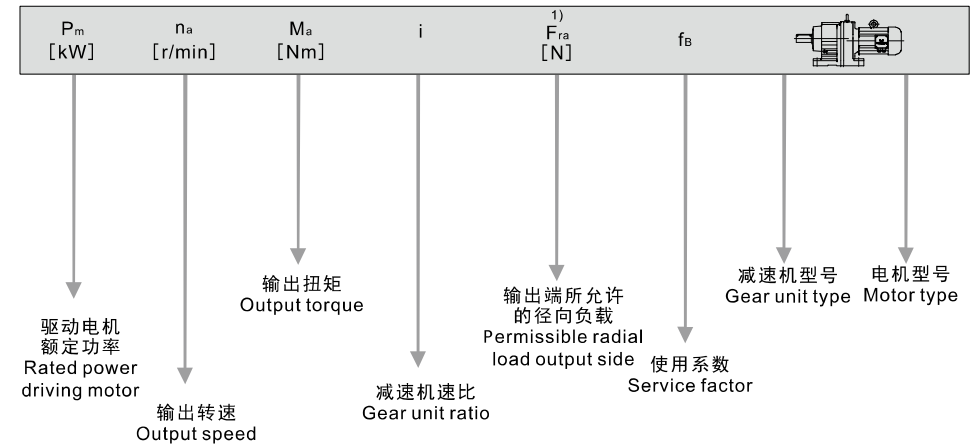 Pm
[kW]
na
[r/min]
Ma
[Nm]
i
1)
Fra
[N]
fB
驱动电机
额定功率
Rated power
driving motor
输出转速
Output speed
输出扭矩
Output torque
减速机速比
Gear unit ratio
输出端所允许
的径向负载
Permissible radial
load output side
使用系数
Service factor
减速机型号
Gear unit type
电机型号
Motor type